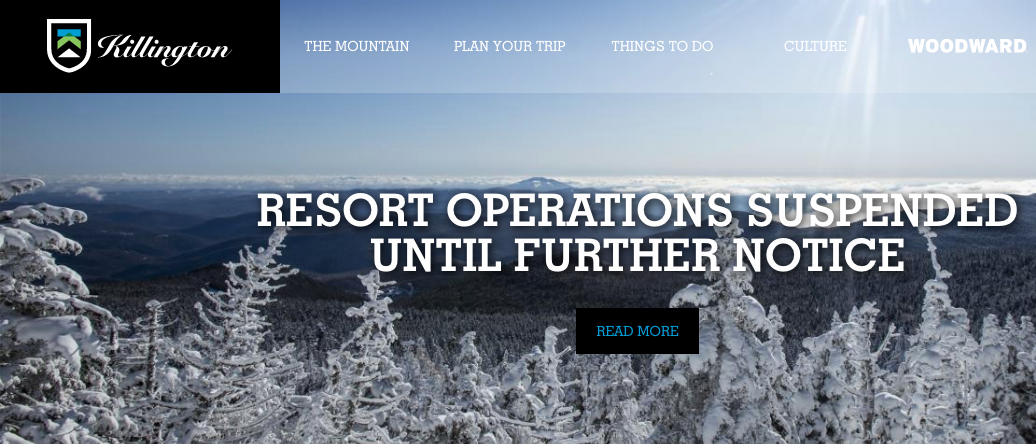 Killington
THE MOUNTAIN
PLAN YOUR TRIP
THINGS TO DO
CULTURE
WOODWARD
RESORT OPERATIONS SUSPENDED
UNTIL FURTHER NOTICE
READ MORE